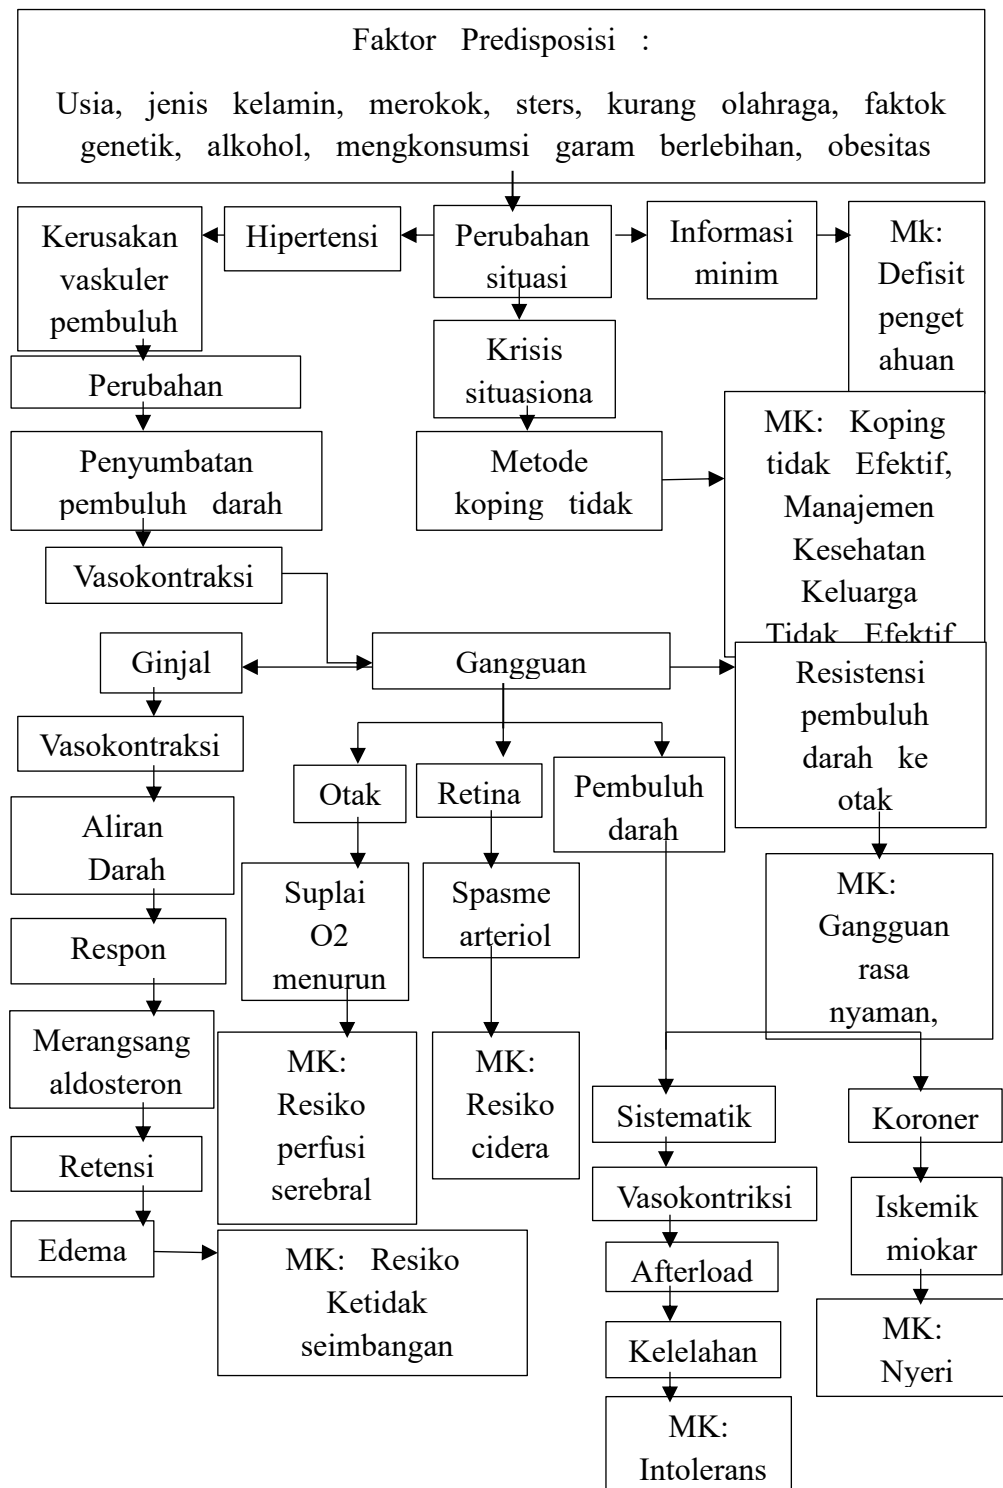 Faktor Predisposisi :
Usia, jenis kelamin, merokok, sters, kurang olahraga, faktok
genetik, alkohol, mengkonsumsi garam berlebihan, obesitas
Kerusakan
vaskuler
pembuluh
Hipertensi
Perubahan
situasi
Informasi
minim
Mk:
Defisit
penget
ahuan
Perubahan
Krisis
situasiona
Penyumbatan
pembuluh darah
Metode
koping tidak
MK: Koping
tidak Efektif,
Manajemen
Kesehatan
Keluarga
Tidak Efektif
Vasokontraksi
Ginjal
Gangguan
Resistensi
pembuluh
darah ke
otak
Vasokontraksi
Otak
Retina
Pembuluh
darah
Aliran
Darah
Suplai
O2
menurun
Spasme
arteriol
MK:
Gangguan
rasa
nyaman,
Respon
Merangsang
aldosteron
MK:
Resiko
perfusi
serebral
MK:
Resiko
cidera
Sistematik
Koroner
Retensi
Vasokontriksi
Iskemik
miokar
Edema
MK: Resiko
Ketidak
seimbangan
Afterload
Kelelahan
MK:
Nyeri
MK:
Intolerans